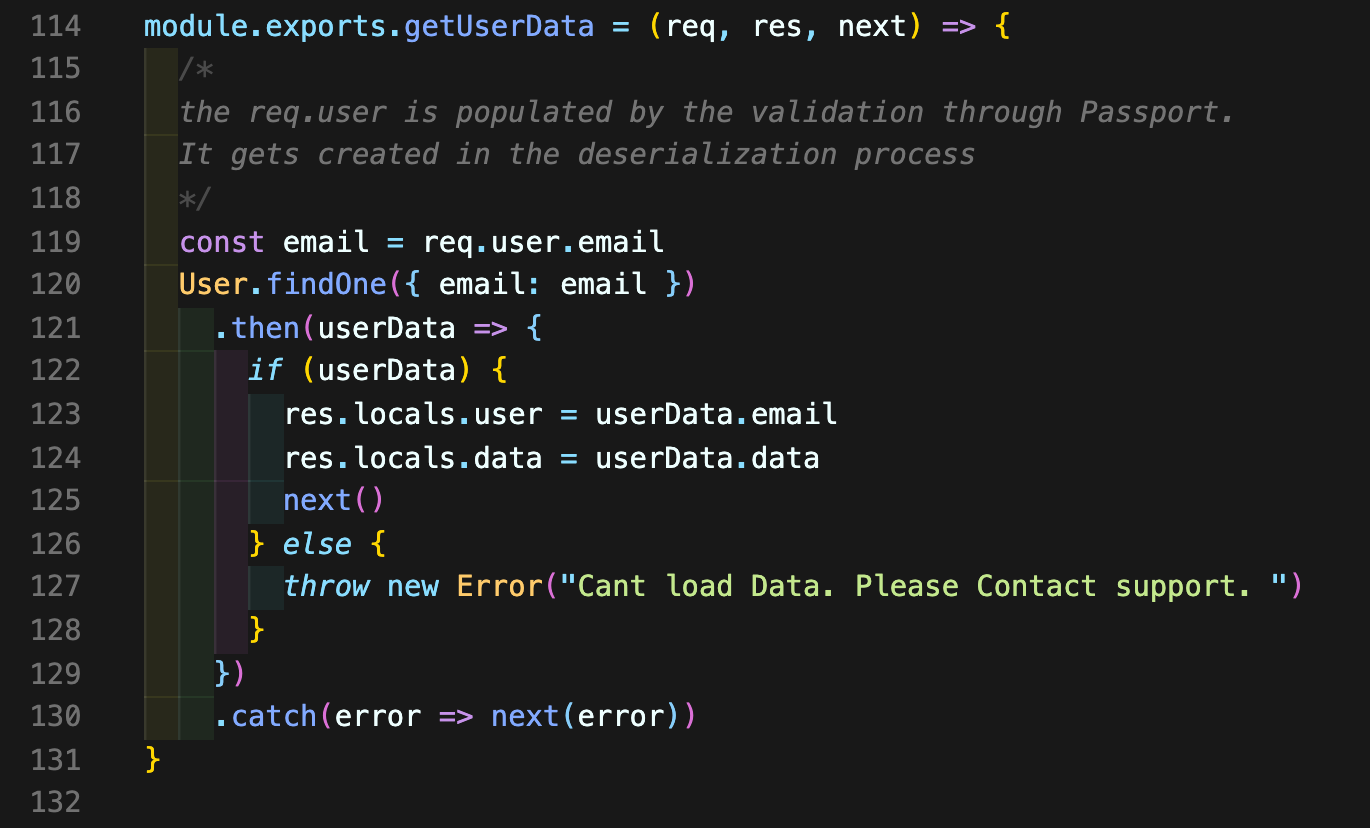 114 module.exports.getUserData = (req, res, next) => {
115 /*
116 the req.user is populated by the validation through Passport.
117 It gets created in the deserialization process
118 */
119 const email = req.user.email
120 User.findOne({ email: email })
121 .then(userData => {
122 if (userData) {
123 res.locals.user = userData.email
124 res.locals.data = userData.data
125 next()
126 } else {
127 throw new Error("Cant load Data. Please Contact support. ")
128 }
129 })
130 .catch(error => next(error))
131 }
132